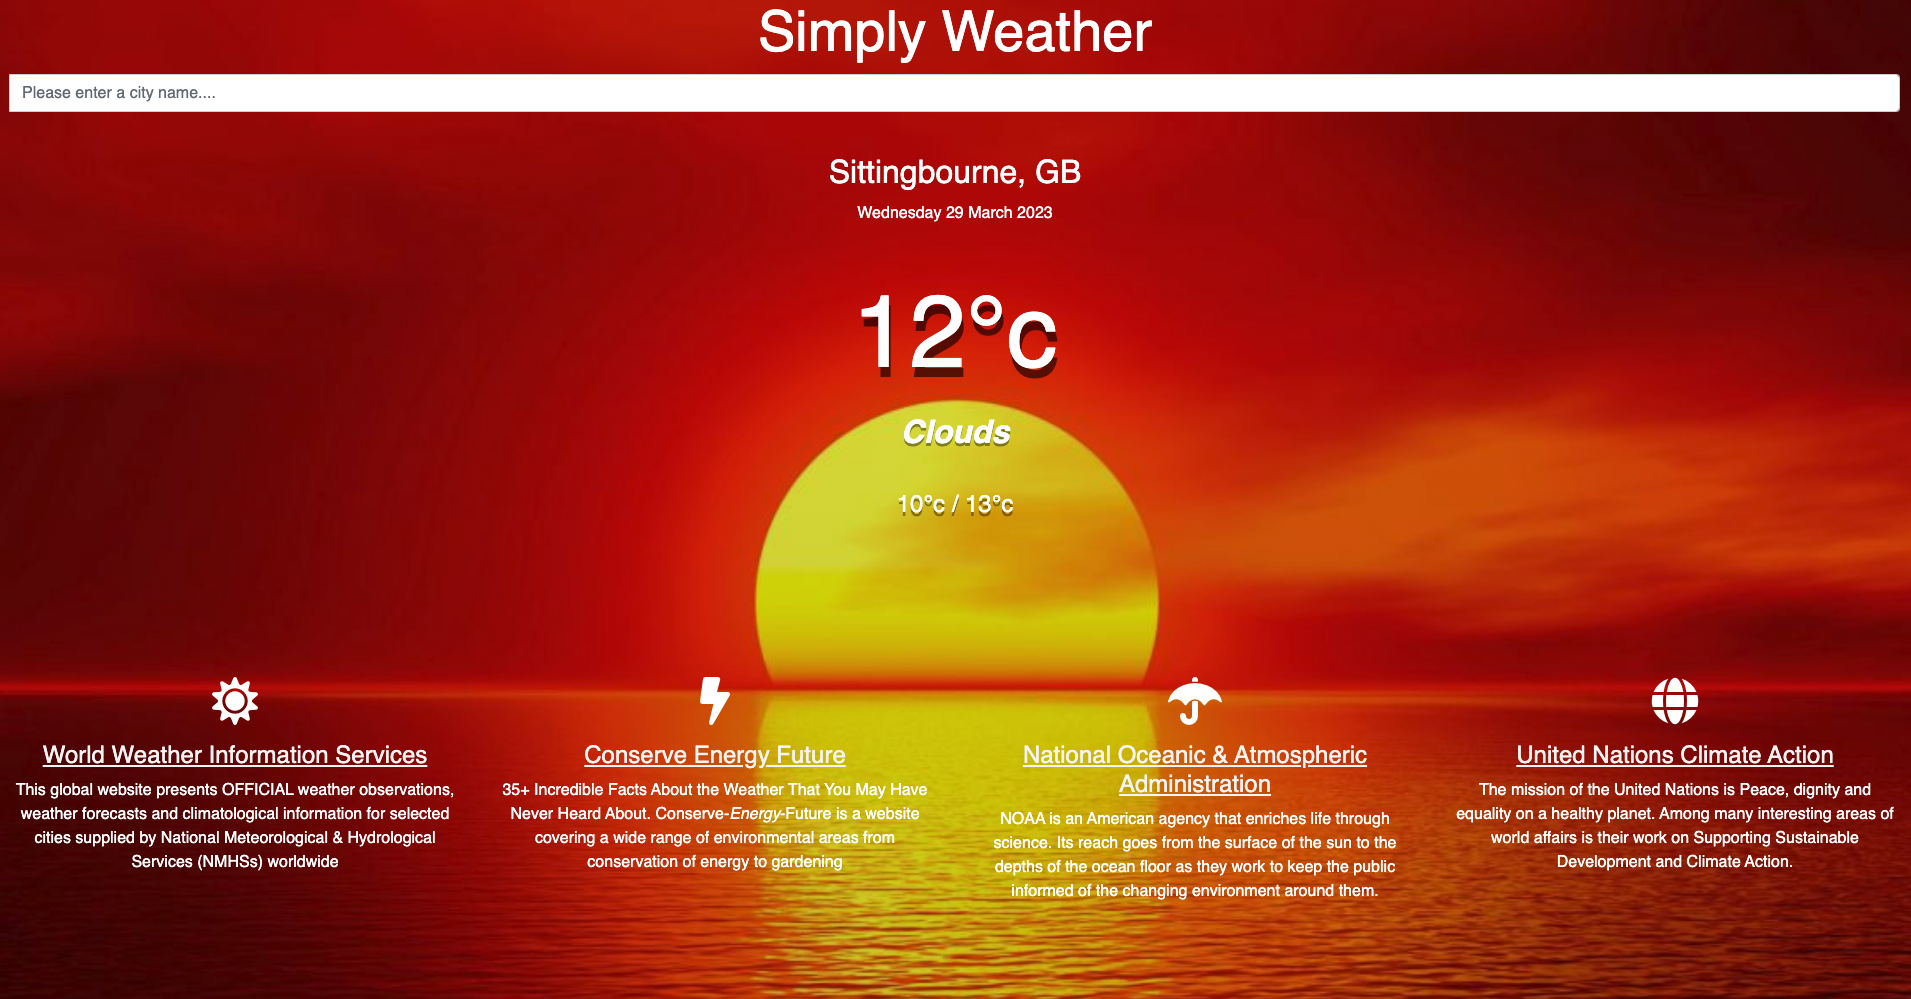 Simply Weather
Please enter a city name....
Sittingbourne, GB
Wednesday 29 March 2023
12°c
Clouds
10°c / 13°c
World Weather Information Services
This global website presents OFFICIAL weather observations,
weather forecasts and climatological information for selected
cities supplied by National Meteorological & Hydrological
Services (NMHSs) worldwide
Conserve Energy Future
35+ Incredible Facts About the Weather That You May Have
Never Heard About. Conserve-Energy-Future is a website
covering a wide range of environmental areas from
conservation of energy to gardening
National Oceanic & Atmospheric
Administration
NOAA is an American agency that enriches life through
science. Its reach goes from the surface of the sun to the
depths of the ocean floor as they work to keep the public
informed of the changing environment around them.
United Nations Climate Action
The mission of the United Nations is Peace, dignity and
equality on a healthy planet. Among many interesting areas of
world affairs is their work on Supporting Sustainable
Development and Climate Action.